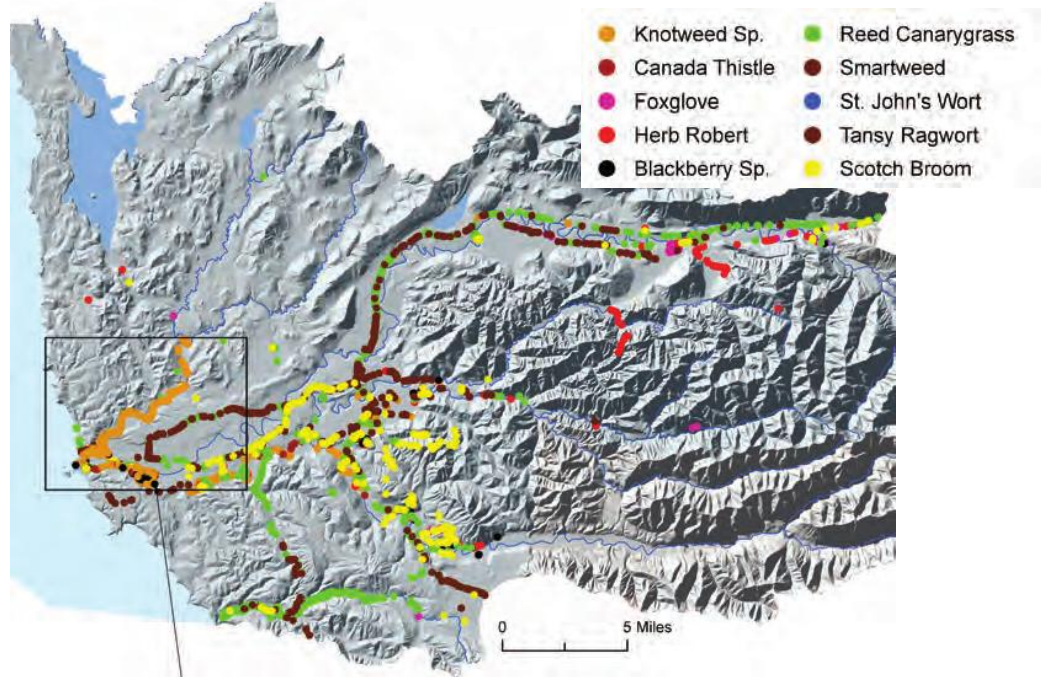 Knotweed Sp.
Canada Thistle
Foxglove
Herb Robert
Blackberry Sp.
Reed Canarygrass
Smartweed
St. John's Wort
Tansy Ragwort
Scotch Broom
0 5 Miles